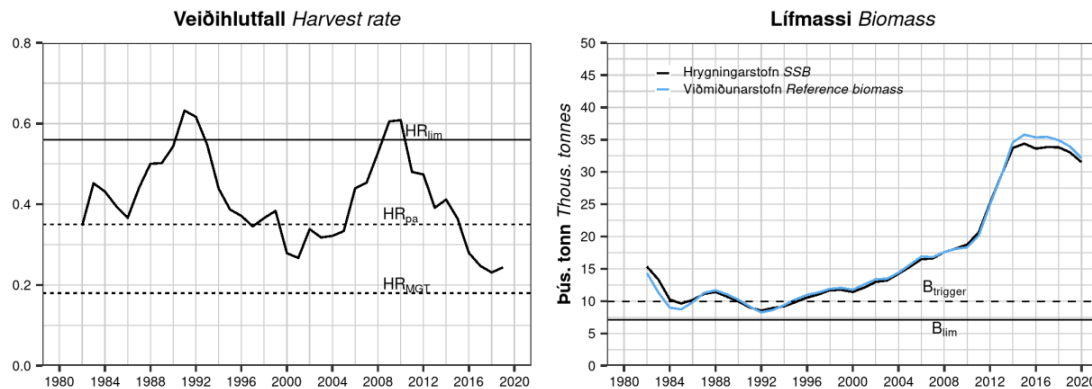 Veiðihlutfall Harvest rate
0.8
0.6
0.4
0.2
0.0
HRlim
HRpa
HRMGT
1980 1984 1988 1992 1996 2000 2004 2008 2012 2016 2020
Lífmassi Biomass
Þús. tonn Thous. tonnes
50
45
40
35
30
25
20
15
10
5
0
Hrygningarstofn SSB
Viðmiðunarstofn Reference biomass
Btrigger
Blim
1980 1984 1988 1992 1996 2000 2004 2008 2012 2016 2020